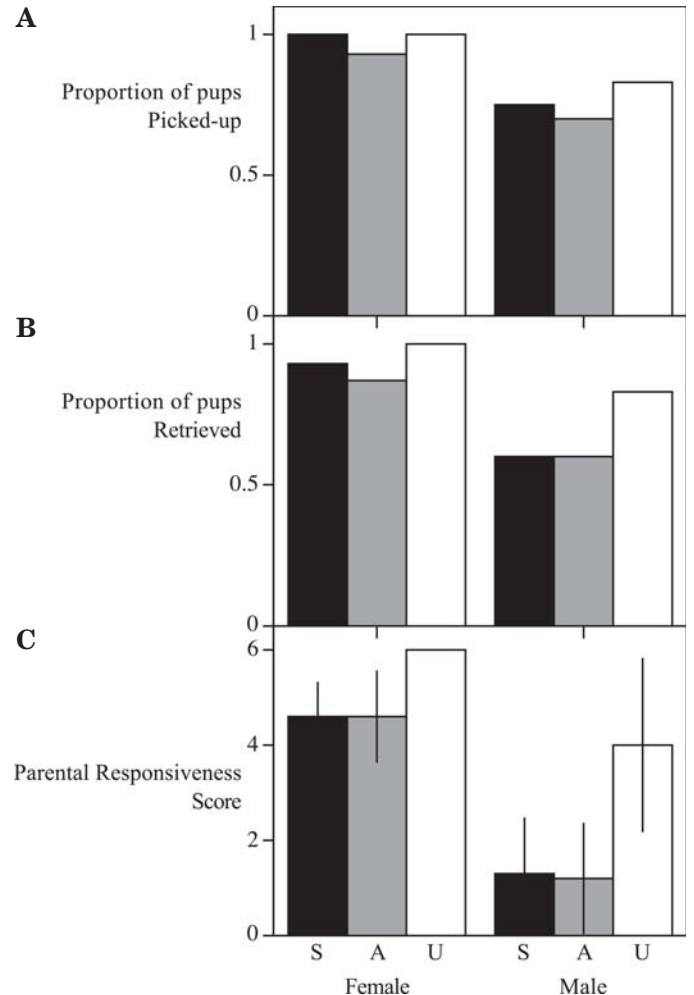 A
1
Proportion of pups
Picked-up
0.5
0
B
1
Proportion of pups
Retrieved
0.5
0
C
6
4
Parental Responsiveness
Score
2
0
S A U S A U
Female Male